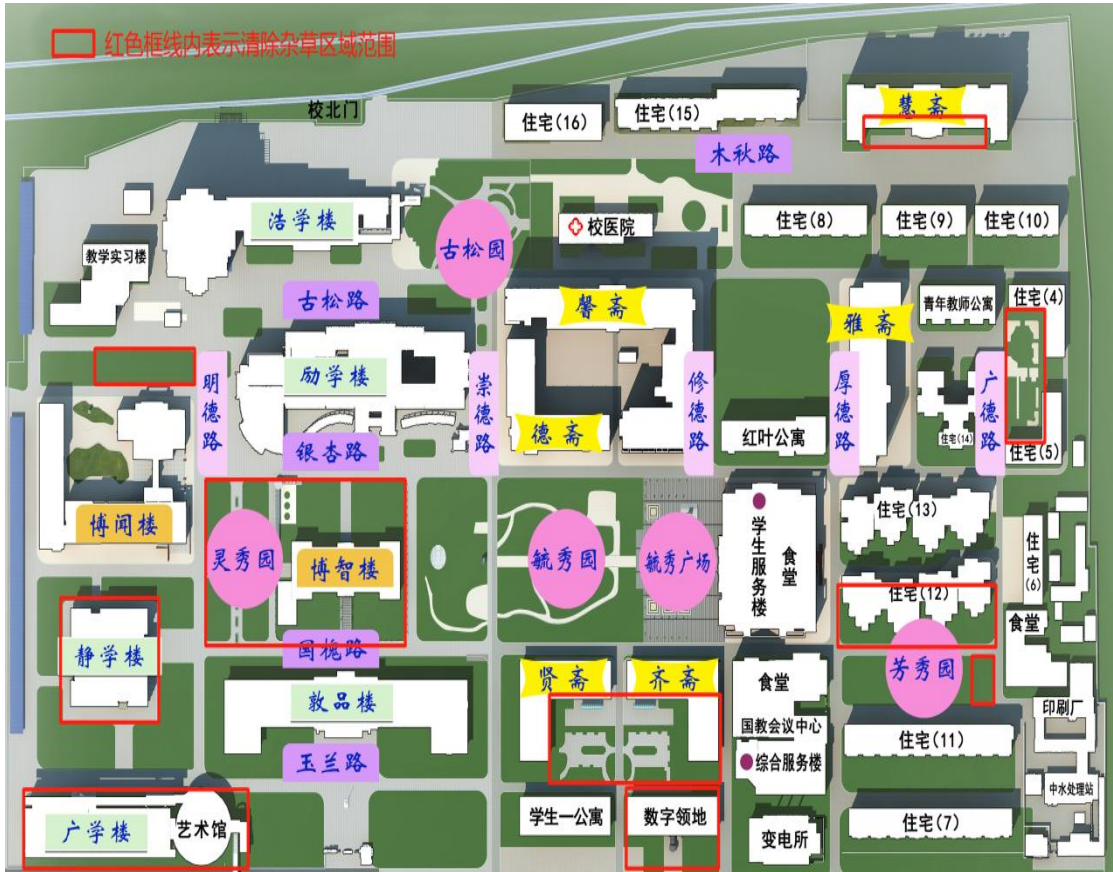 红色框线内表示清除杂草区域范围
校北门
住宅(16)
住宅(15)
慧斋
木秋路
浩学楼
教学实习楼
古松园
校医院
住宅(8)
住宅(9)
住宅(10)
古松路
馨斋
雅斋
青年教师公寓
住宅(4)
明德路
励学楼
崇德路
修德路
厚德路
广德路
银杏路
德斋
红叶公寓
住宅(14)
住宅(5)
博闻楼
灵秀园
博智楼
毓秀园
毓秀广场
学生服务楼
食堂
住宅(13)
住宅(6)
住宅(12)
静学楼
国槐路
食堂
芳秀园
贤斋
齐斋
食堂
敦品楼
印刷厂
国教会议中心
住宅(11)
玉兰路
综合服务楼
中水处理站
广学楼
艺术馆
学生一公寓
数字领地
变电所
住宅(7)